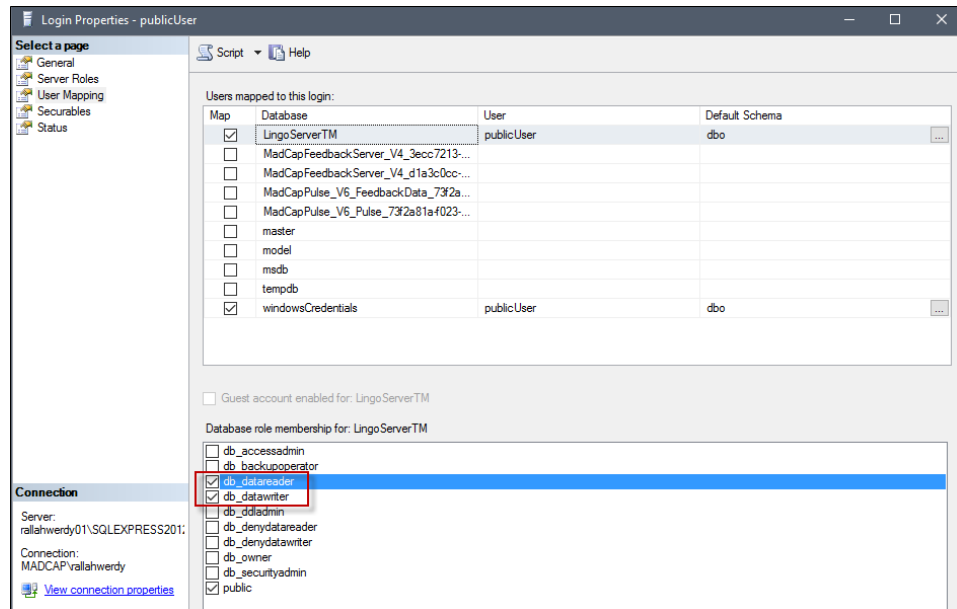 Login Properties - publicUser
Select a page
General
Server Roles
User Mapping
Securables
Status
Script
Help
Users mapped to this login:
Map Database User Default Schema
LingoServerTM publicUser dbo ...
MadCapFeedbackServer_V4_3ecc7213-...
MadCapFeedbackServer_V4_d1a3c0cc-...
MadCapPulse_V6_FeedbackData_73f2a...
MadCapPulse_V6_Pulse_73f2a81a-f023-...
master
model
msdb
tempdb
windowsCredentials publicUser dbo ...
Guest account enabled for: LingoServerTM
Database role membership for: LingoServerTM
db_accessadmin
db_backupoperator
db_datareader
db_datawriter
db_ddladmin
db_denydatareader
db_denydatawriter
db_owner
db_securityadmin
public
Connection
Server:
rallahwerdy01\SQLEXPRESS2012
Connection:
MADCAP\rallahwerdy
View connection properties